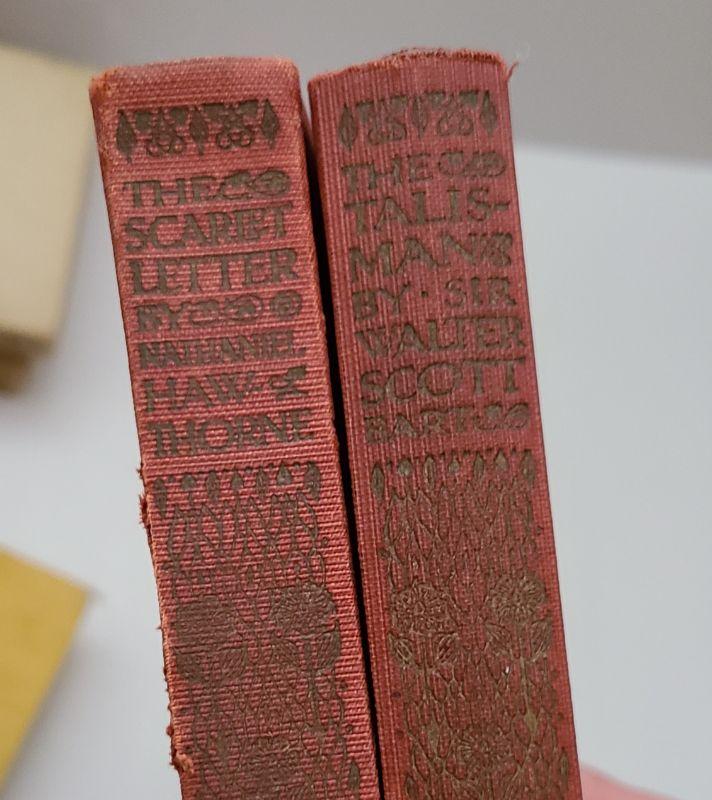 THE
SCARLET
LETTER
BY
NATHANIEL
HAW-
THORNE
THE
TALIS-
MAN
BY · SIR
WALTER
SCOTT
BART